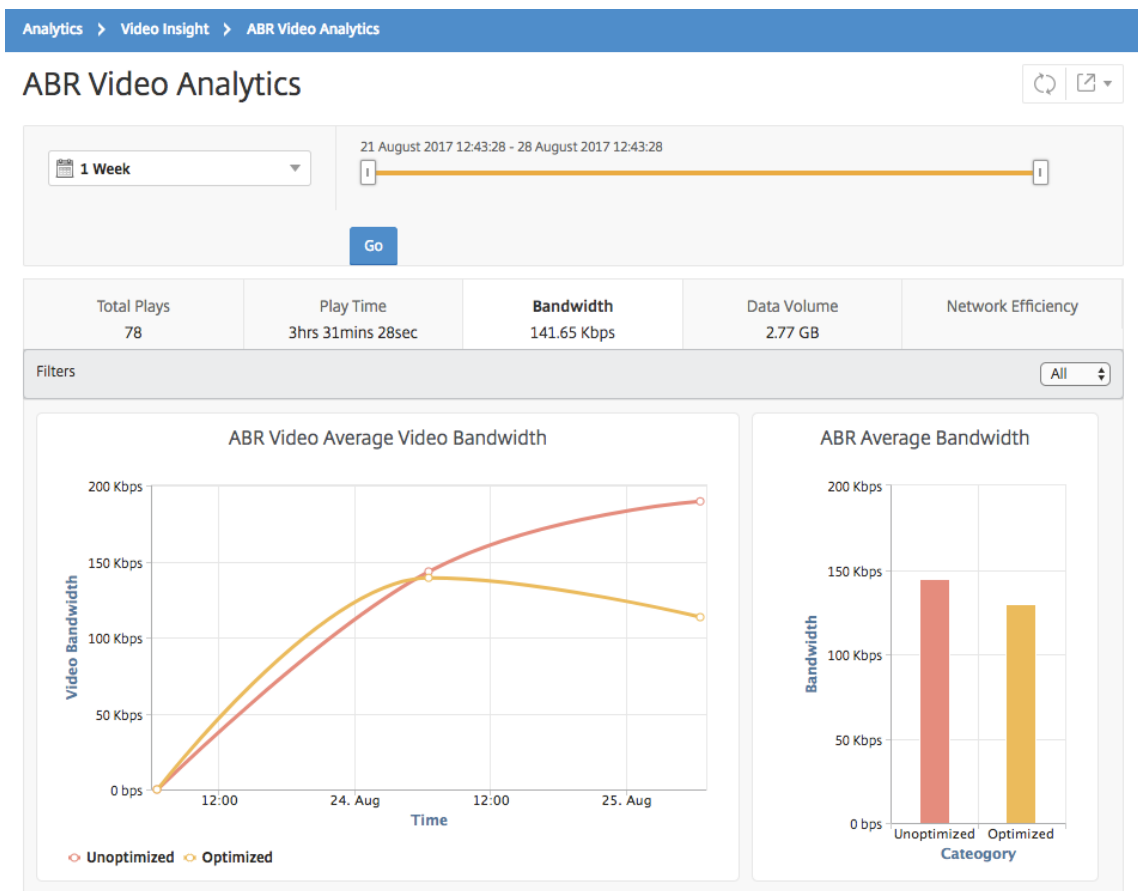 Analytics > Video Insight > ABR Video Analytics
ABR Video Analytics
21 August 2017 12:43:28 - 28 August 2017 12:43:28
1 Week
Go
Total Plays Play Time Bandwidth Data Volume Network Efficiency
78 3hrs 31mins 28sec 141.65 Kbps 2.77 GB
Filters All
ABR Video Average Video Bandwidth
200 Kbps
150 Kbps
100 Kbps
50 Kbps
0 bps
Video Bandwidth
12:00 24. Aug 12:00 25. Aug
Time
Unoptimized Optimized
ABR Average Bandwidth
200 Kbps
150 Kbps
100 Kbps
50 Kbps
0 bps
Bandwidth
Unoptimized Optimized
Cateogory